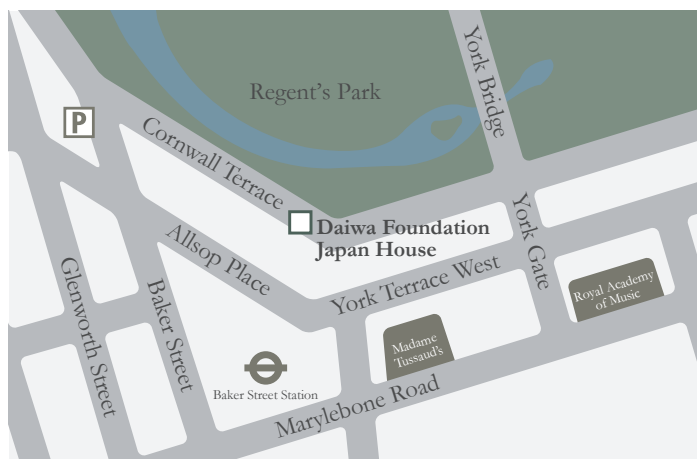 York Bridge
Regent's Park
P
Cornwall Terrace
Daiwa Foundation
Japan House
York Gate
Allsop Place
York Terrace West
Glenworth Street
Baker Street
Royal Academy
of Music
Madame
Tussaud's
Baker Street Station
Marylebone Road